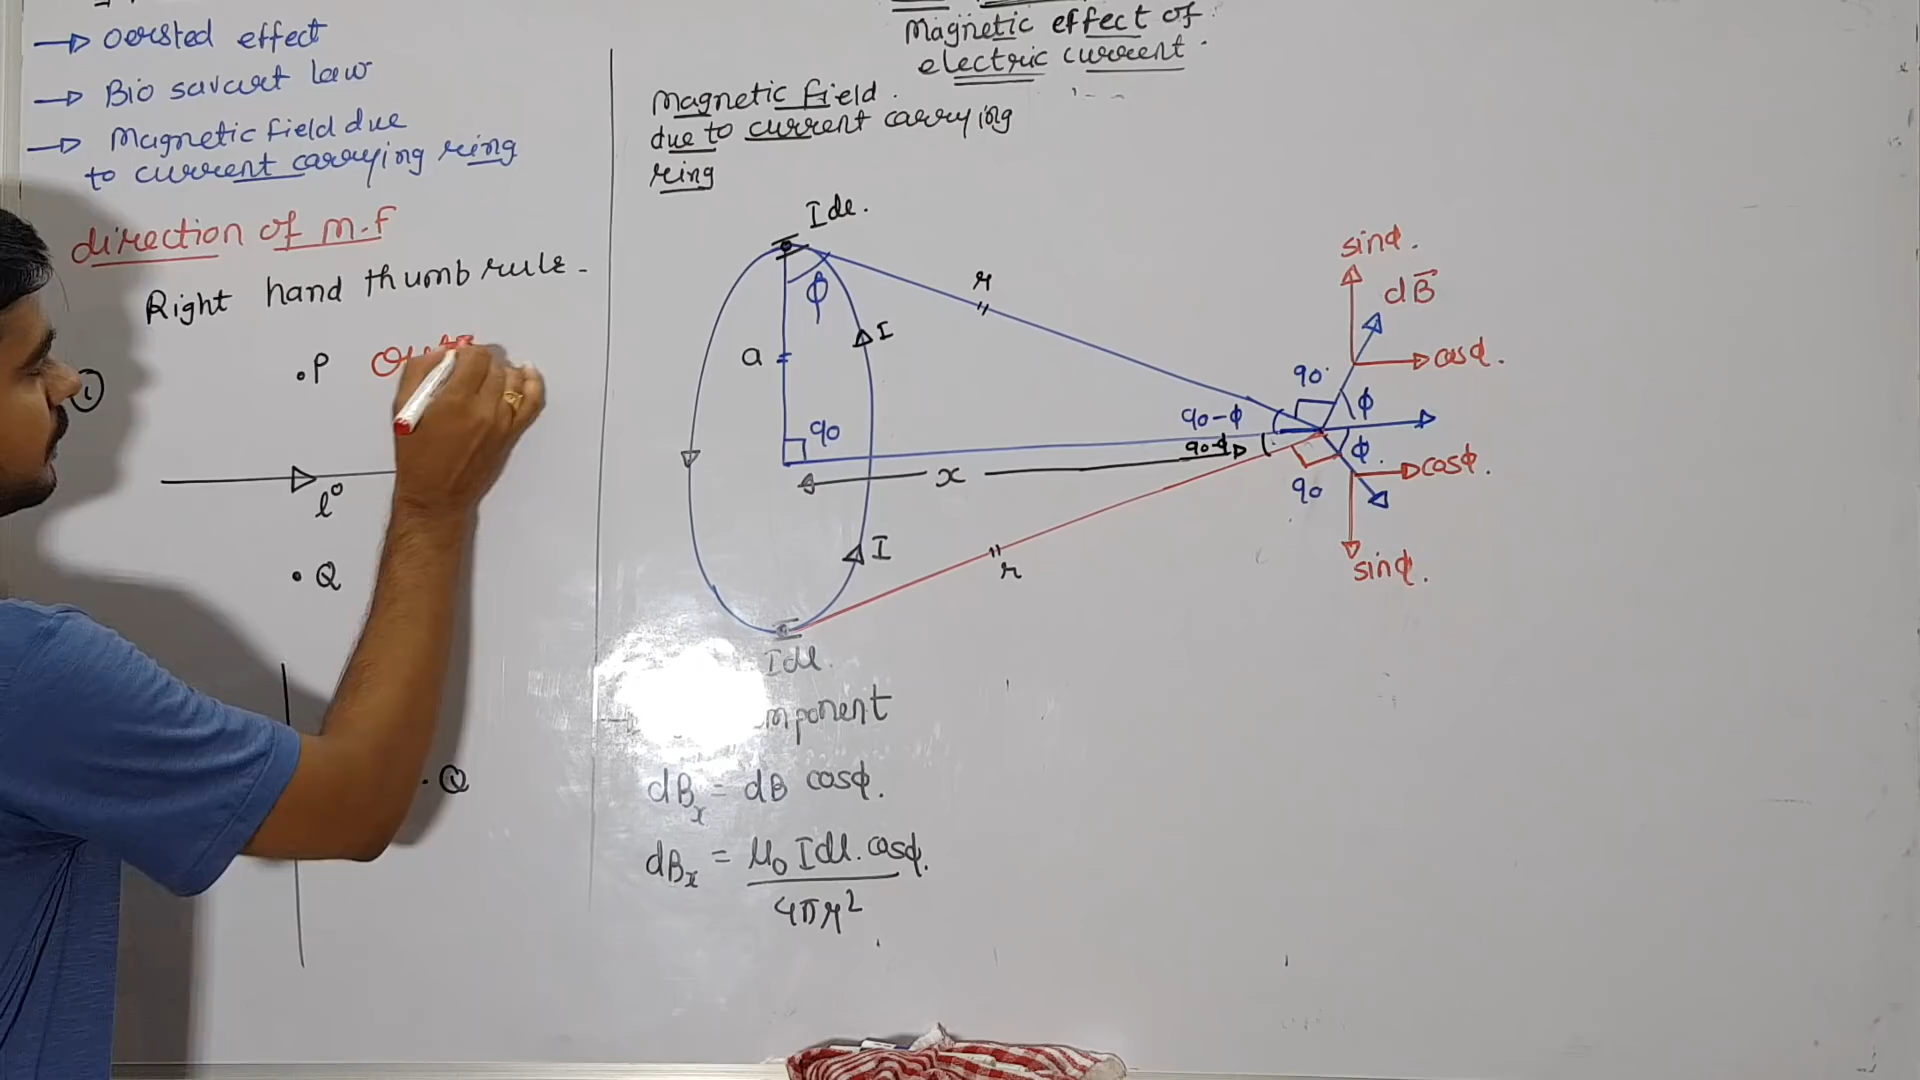 → oersted effect
→ Bio savart law
→ Magnetic field due
to current carrying ring
direction of m.f
Right hand thumb rule.
①
.P
I⁰
.Q
.Q
Magnetic effect of
electric current.
Magnetic field
due to current carrying
ring
Idl.
ϕ
a
I
90
r
x
I
r
Idl.
sinϕ.
dB⃗
cosϕ.
90°
ϕ
90-ϕ
90-ϕ
ϕ.
cosϕ.
90
sinϕ.
dBx = dB cosϕ.
dBx = μ0 Idl. cosϕ.
4πr²